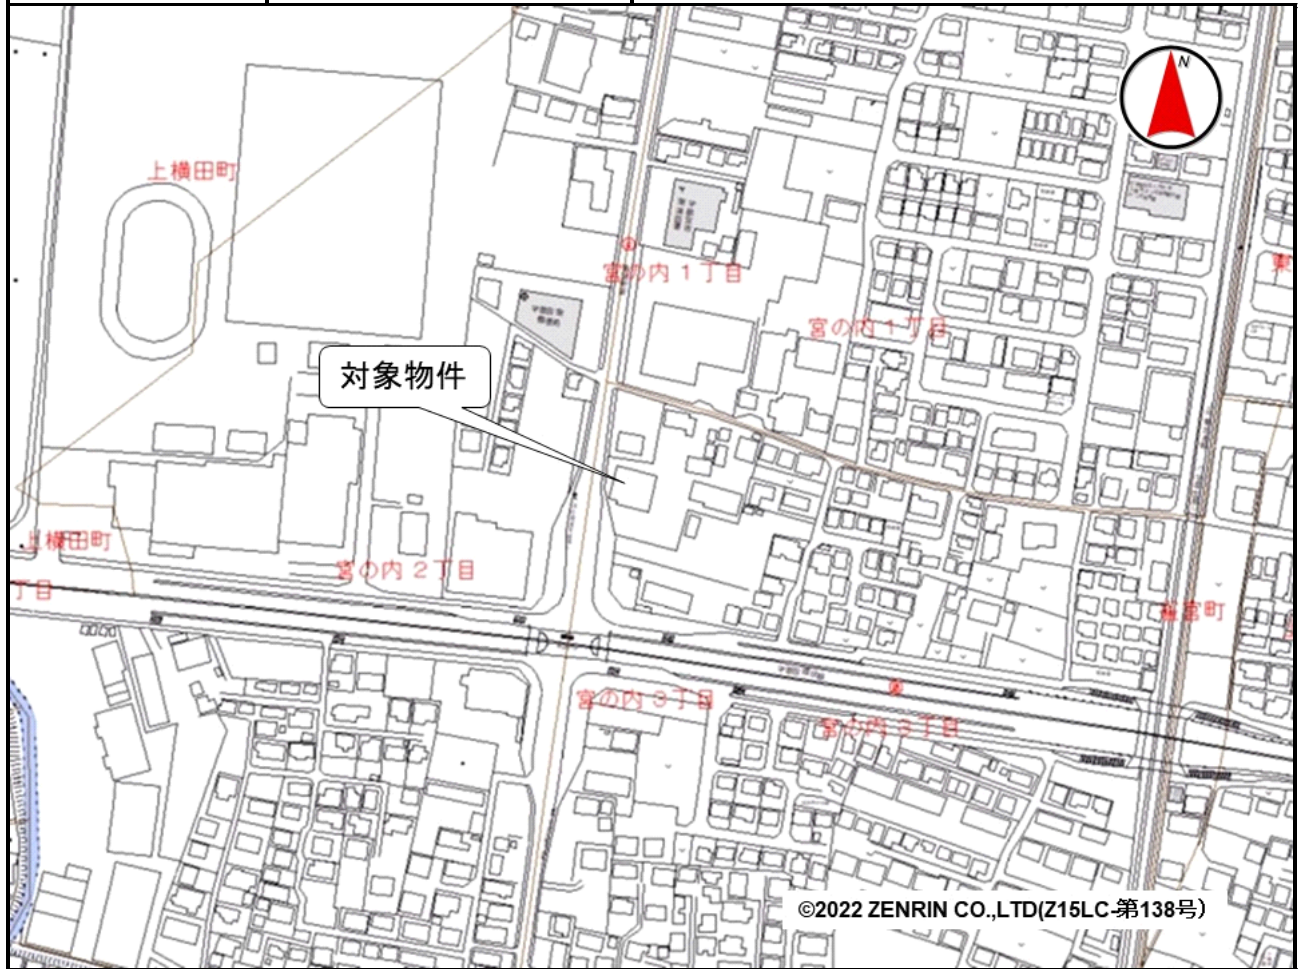 N
上横田町
宮の内1丁目
東
宮の内1丁目
対象物件
上横田町
宮の内2丁目
丁目
雀宮町
宮の内3丁目
宮の内3丁目
©2022 ZENRIN CO.,LTD(Z15LC-第138号)